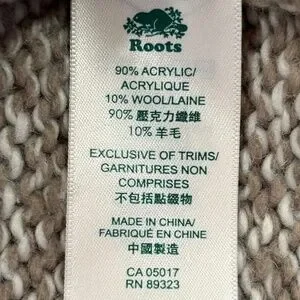 Roots
90% ACRYLIC/
ACRYLIQUE
10% WOOL/LAINE
90% 壓克力纖維
10% 羊毛
EXCLUSIVE OF TRIMS/
GARNITURES NON
COMPRISES
不包括點綴物
MADE IN CHINA/
FABRIQUÉ EN CHINE
中國製造
CA 05017
RN 89323